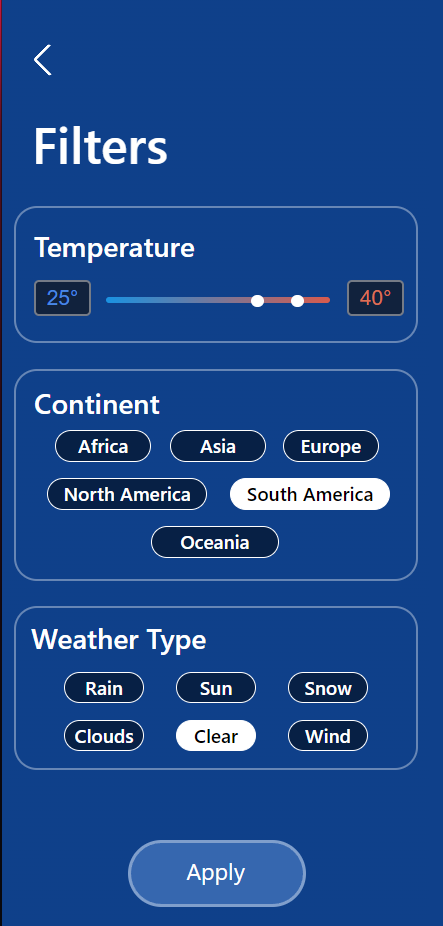 Filters
Temperature
25° 40°
Continent
Africa Asia Europe
North America South America
Oceania
Weather Type
Rain Sun Snow
Clouds Clear Wind
Apply